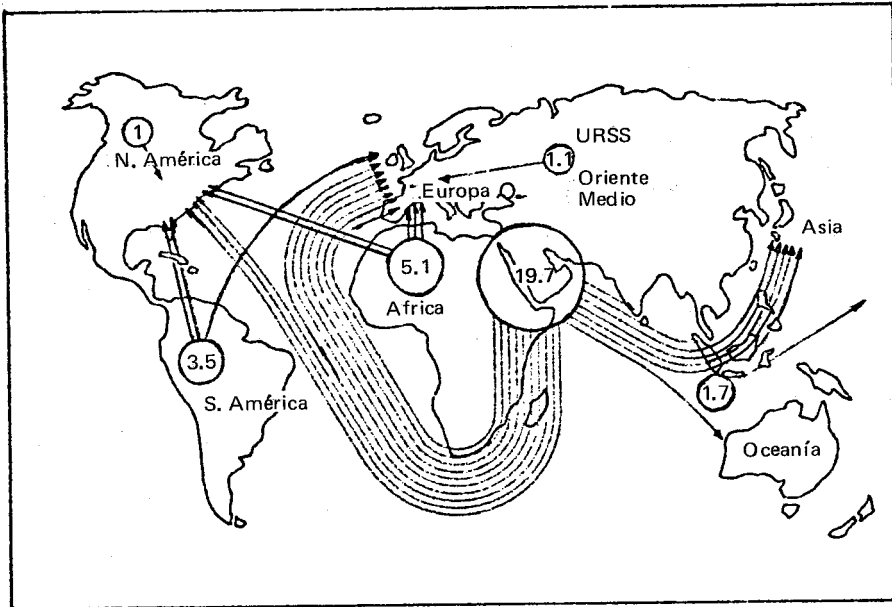 1
N. América
URSS
1.1
Oriente
Medio
Europa
Asia
5.1
Africa
19.7
3.5
S. América
1.7
Oceanía